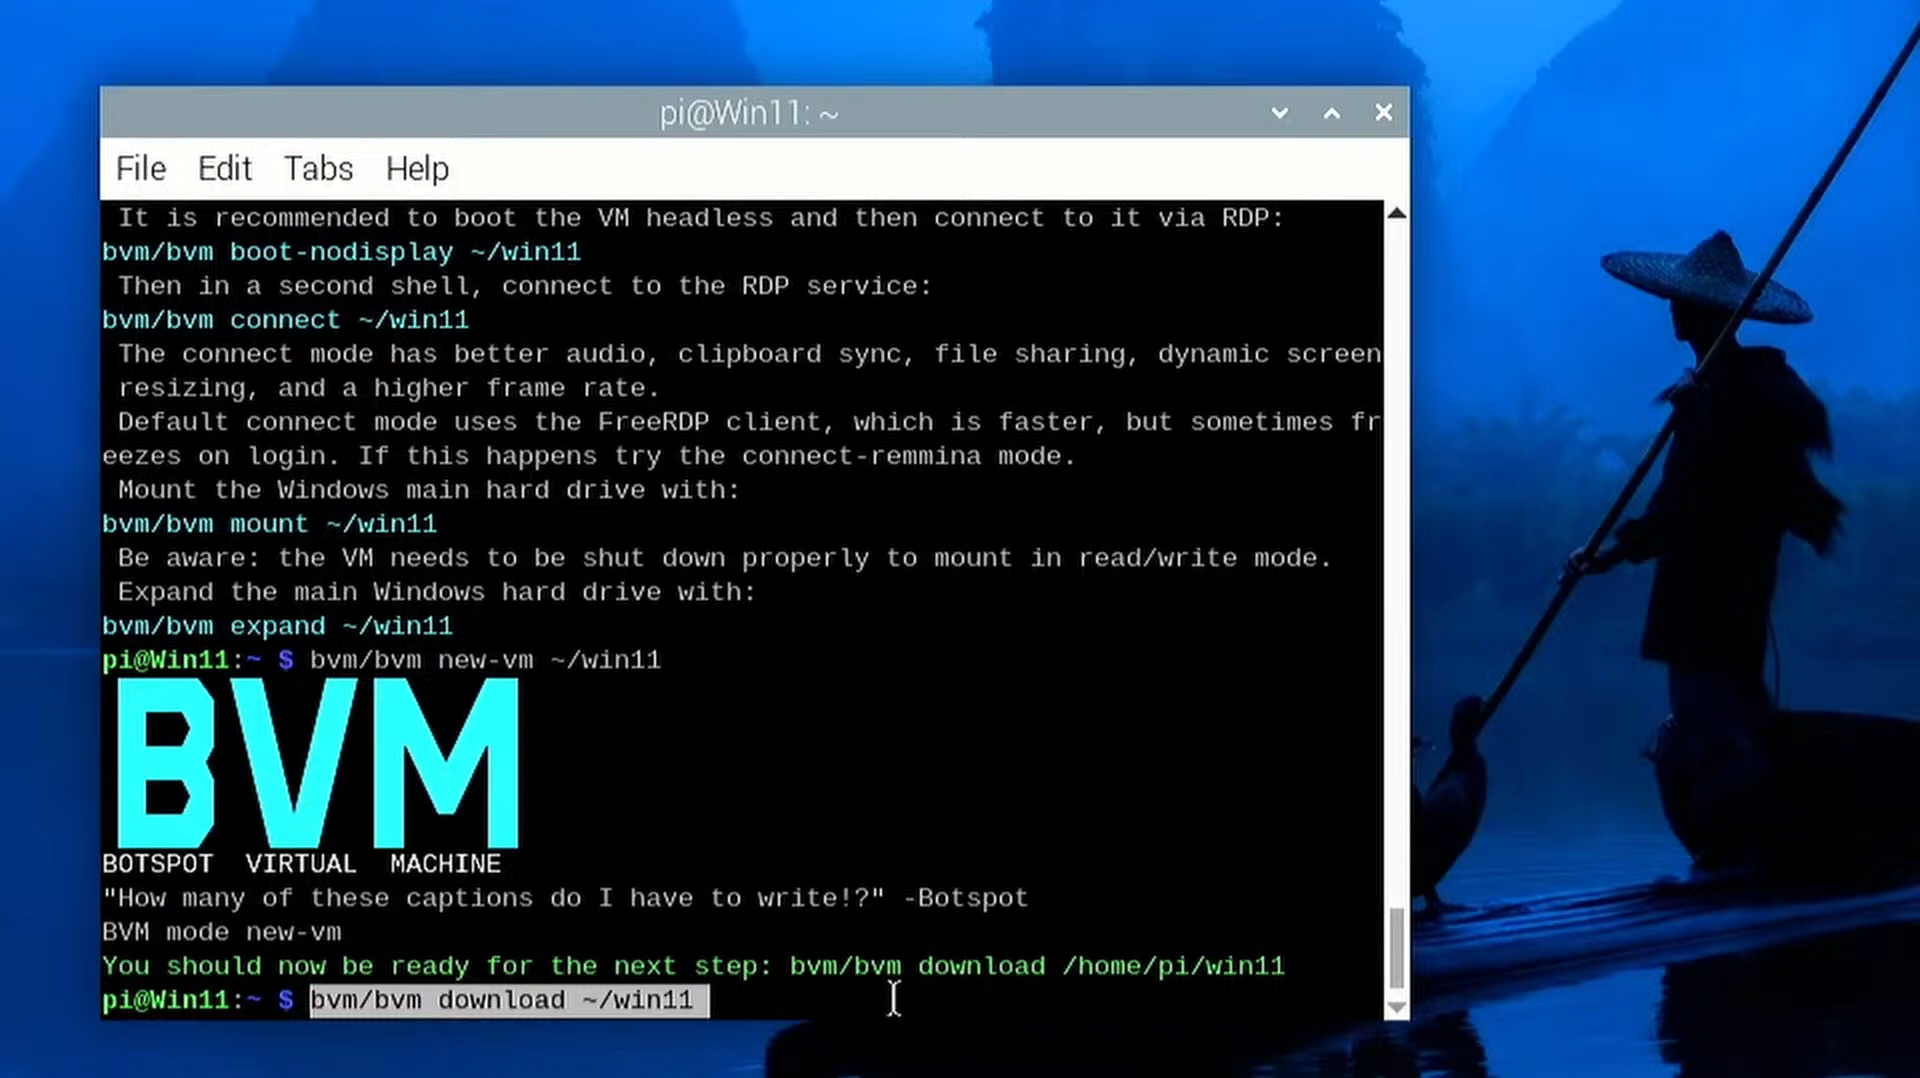 pi@Win11: ~
File Edit Tabs Help
It is recommended to boot the VM headless and then connect to it via RDP:
bvm/bvm boot-nodisplay ~/win11
Then in a second shell, connect to the RDP service:
bvm/bvm connect ~/win11
The connect mode has better audio, clipboard sync, file sharing, dynamic screen
resizing, and a higher frame rate.
Default connect mode uses the FreeRDP client, which is faster, but sometimes fr
eezes on login. If this happens try the connect-remmina mode.
Mount the Windows main hard drive with:
bvm/bvm mount ~/win11
Be aware: the VM needs to be shut down properly to mount in read/write mode.
Expand the main Windows hard drive with:
bvm/bvm expand ~/win11
pi@Win11:~ $ bvm/bvm new-vm ~/win11
BVM
BOTSPOT VIRTUAL MACHINE
"How many of these captions do I have to write!?" -Botspot
BVM mode new-vm
You should now be ready for the next step: bvm/bvm download /home/pi/win11
pi@Win11:~ $ bvm/bvm download ~/win11